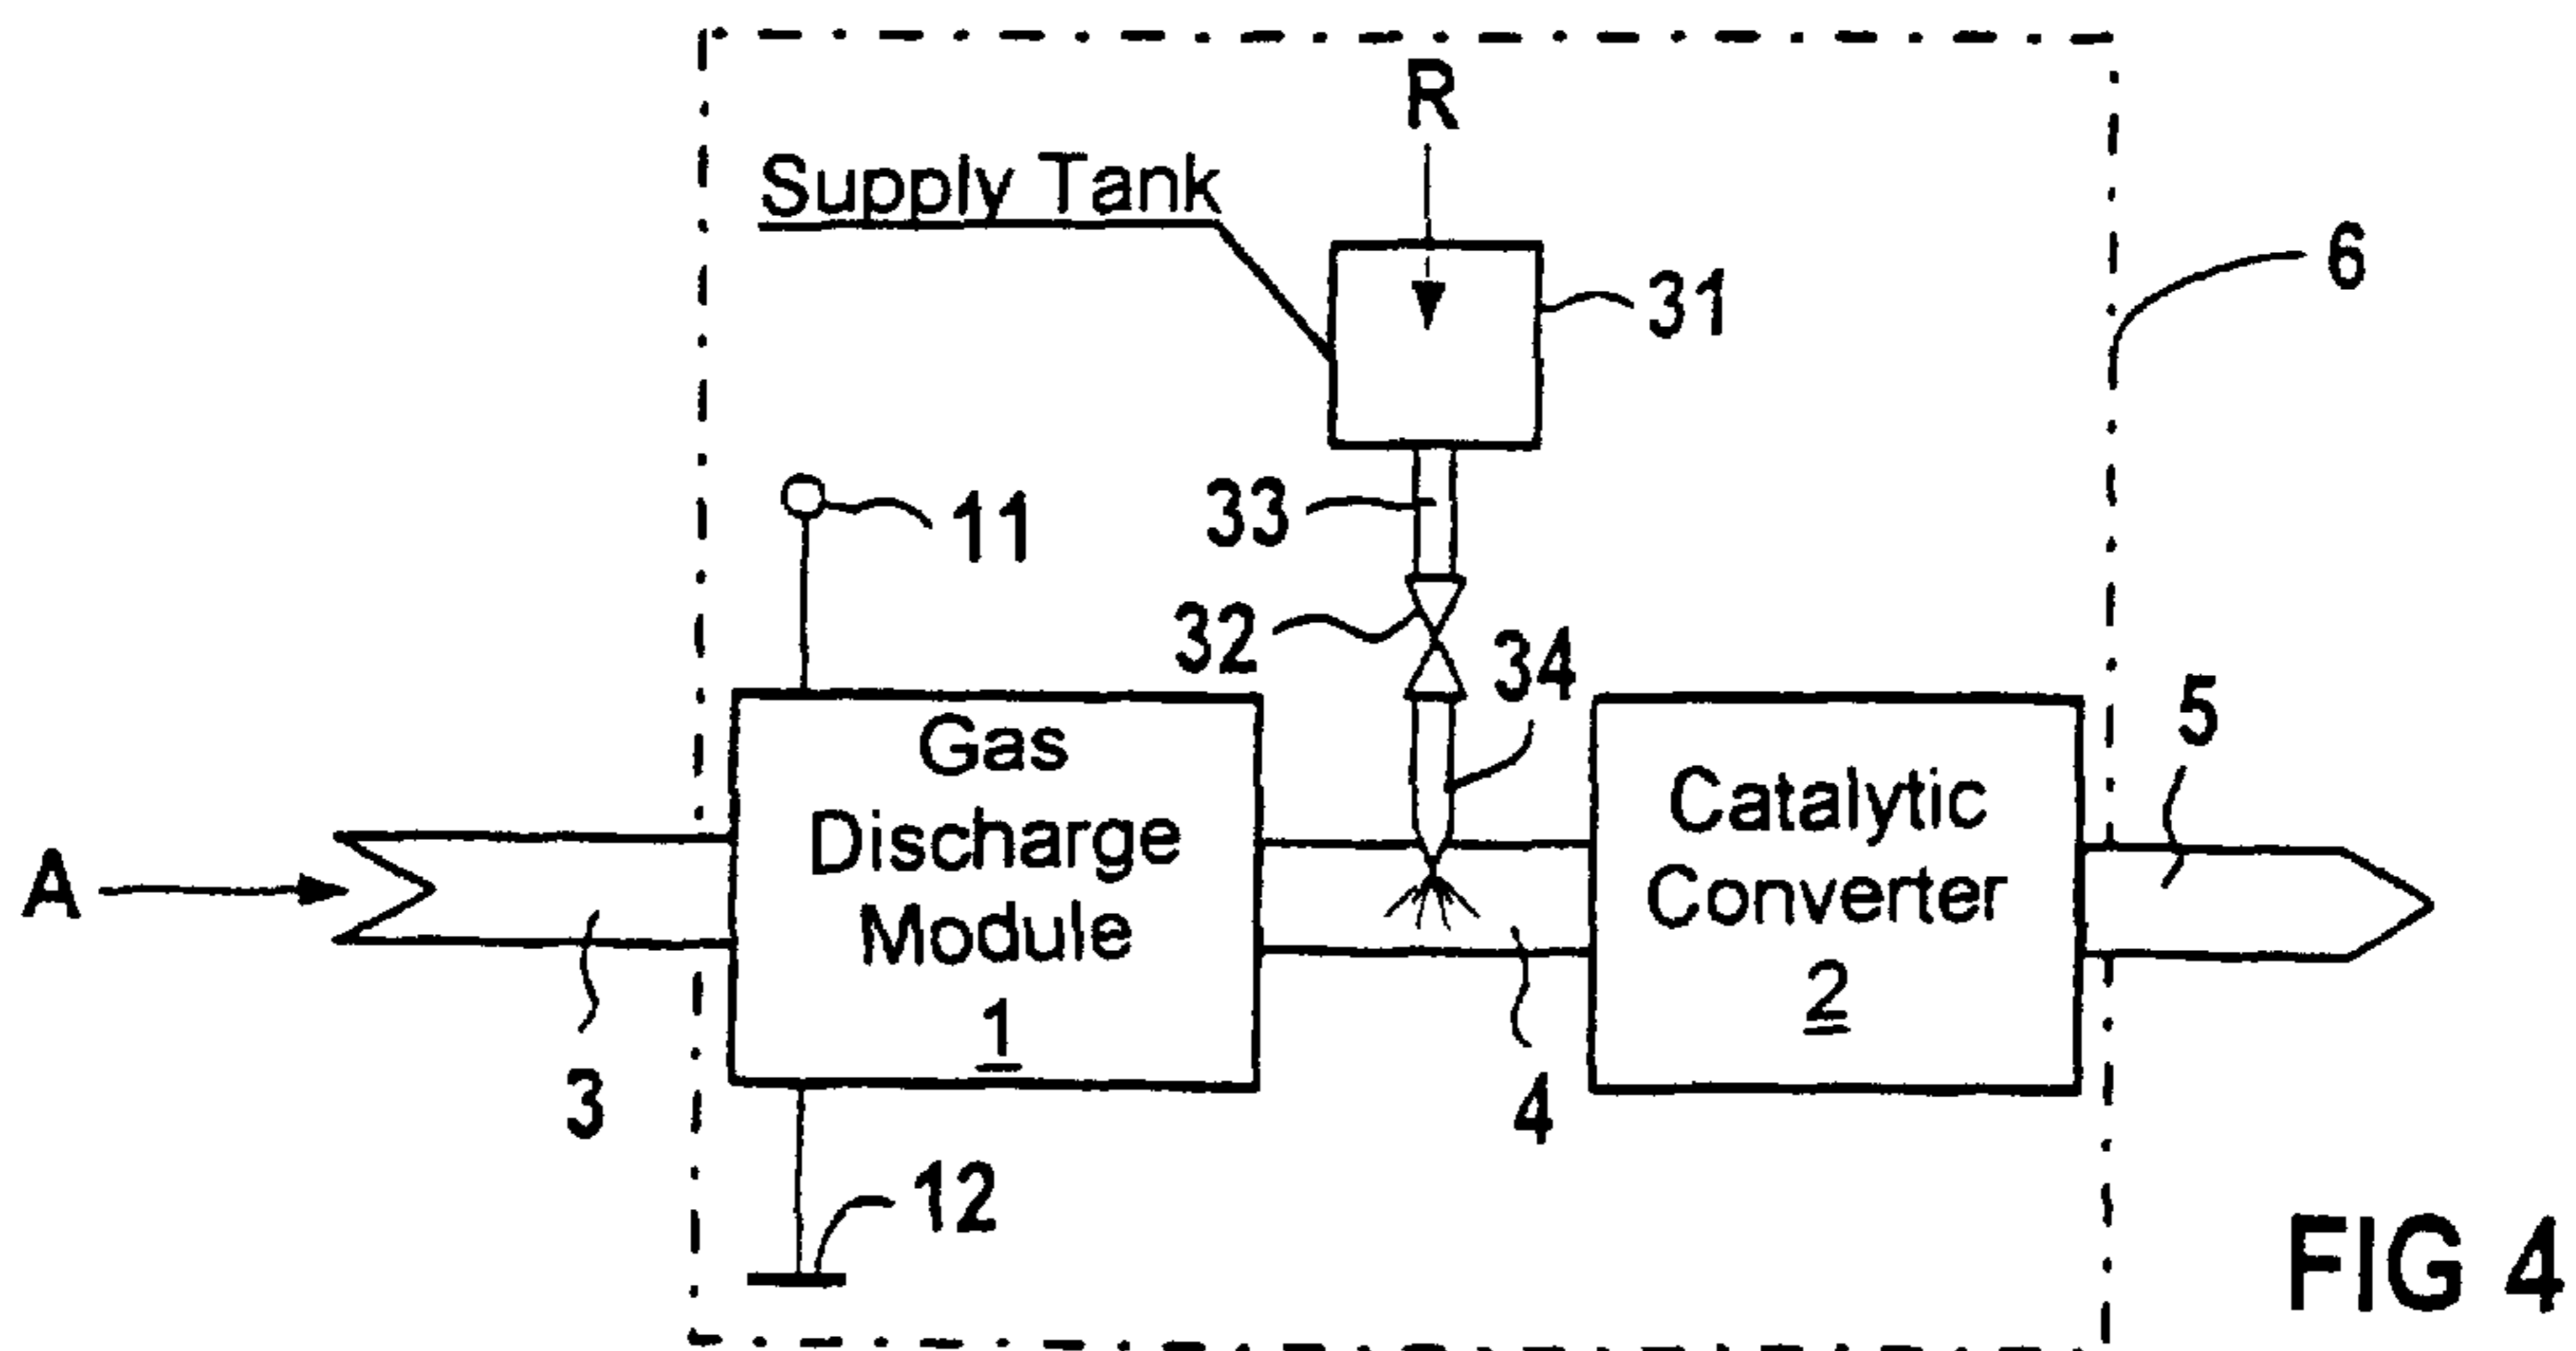 R
Supply Tank
6
31
11
33
32
34
5
Gas
Discharge
Module
1
Catalytic
Converter
2
A
3
4
12
FIG 4